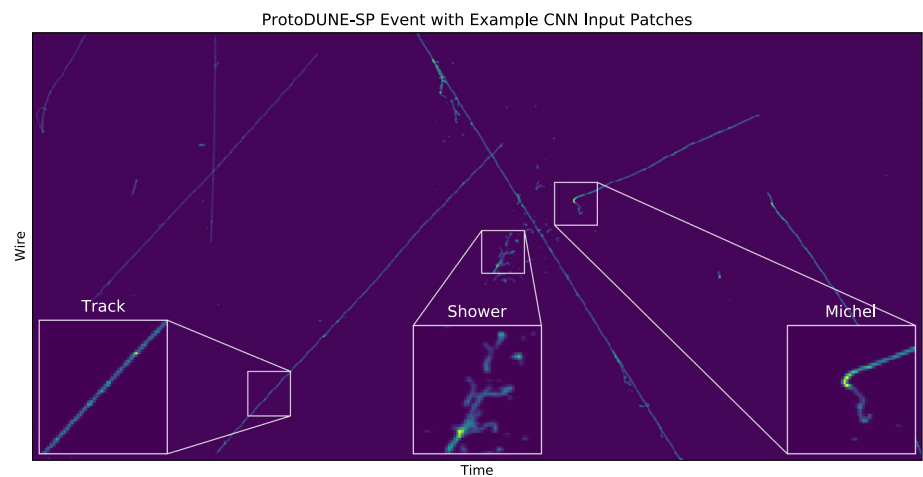 ProtoDUNE-SP Event with Example CNN Input Patches
Wire
Track
Shower
Michel
Time